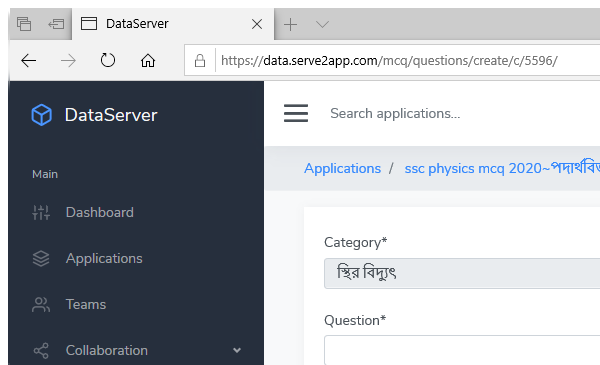 DataServer
https://data.serve2app.com/mcq/questions/create/c/5596/
DataServer
Search applications...
Main
Applications / ssc physics mcq 2020~পদার্থবি
Dashboard
Category*
Applications
স্থির বিদ্যুৎ
Teams
Question*
Collaboration